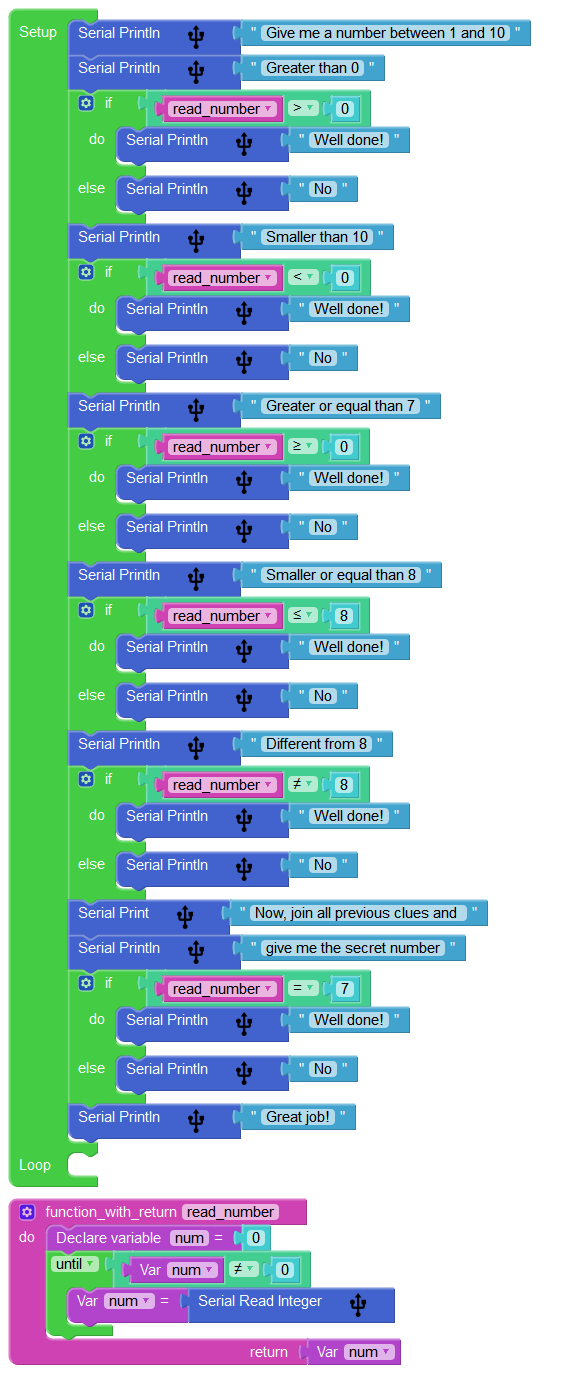 Setup Serial Println " Give me a number between 1 and 10 "
Serial Println " Greater than 0 "
if read_number > 0
do Serial Println " Well done! "
else Serial Println " No "
Serial Println " Smaller than 10 "
if read_number < 0
do Serial Println " Well done! "
else Serial Println " No "
Serial Println " Greater or equal than 7 "
if read_number ≥ 0
do Serial Println " Well done! "
else Serial Println " No "
Serial Println " Smaller or equal than 8 "
if read_number ≤ 8
do Serial Println " Well done! "
else Serial Println " No "
Serial Println " Different from 8 "
if read_number ≠ 8
do Serial Println " Well done! "
else Serial Println " No "
Serial Print " Now, join all previous clues and "
Serial Println " give me the secret number "
if read_number = 7
do Serial Println " Well done! "
else Serial Println " No "
Serial Println " Great job! "
Loop
function_with_return read_number
do Declare variable num = 0
until Var num ≠ 0
Var num = Serial Read Integer
return Var num